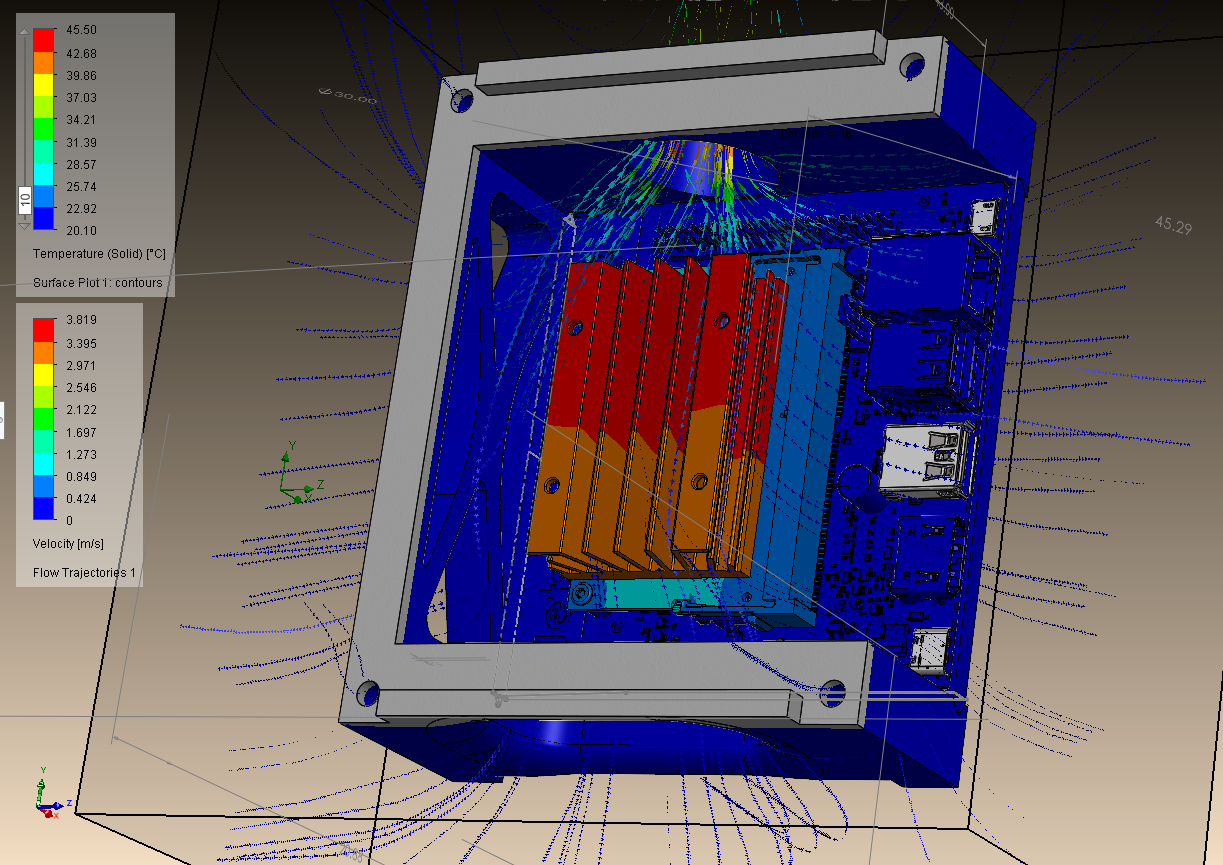 45.50
42.68
39.86
37.03
34.21
31.39
28.57
25.74
22.92
20.10
10
Temperature (Solid) [°C]
Surface Plot 1: contours
3.819
3.395
2.971
2.546
2.122
1.697
1.273
0.849
0.424
0
Velocity [m/s]
Flow Trajectories 1
⌀30.00
45.29
Y
Z
X
Y
Z
X